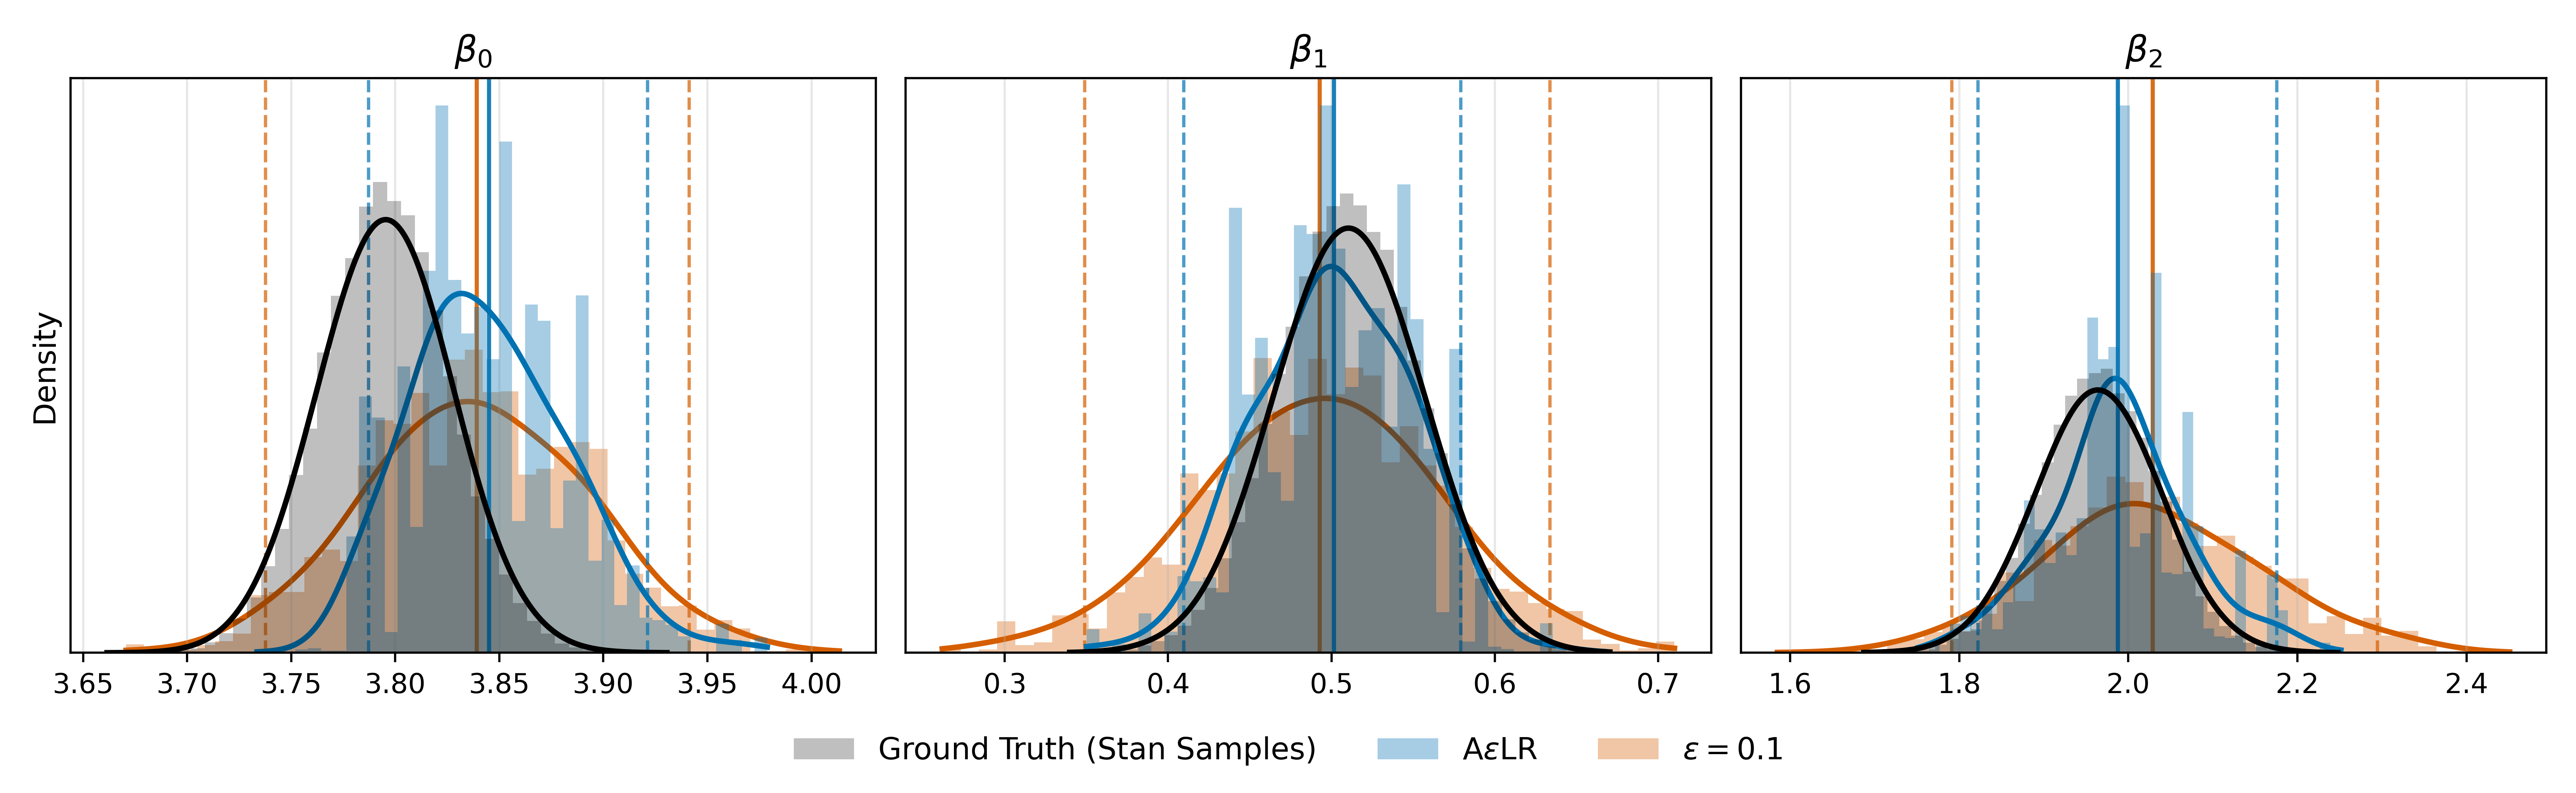 β₀ β₁ β₂
Density
3.65 3.70 3.75 3.80 3.85 3.90 3.95 4.00
0.3 0.4 0.5 0.6 0.7
1.6 1.8 2.0 2.2 2.4
Ground Truth (Stan Samples) AεLR ε = 0.1